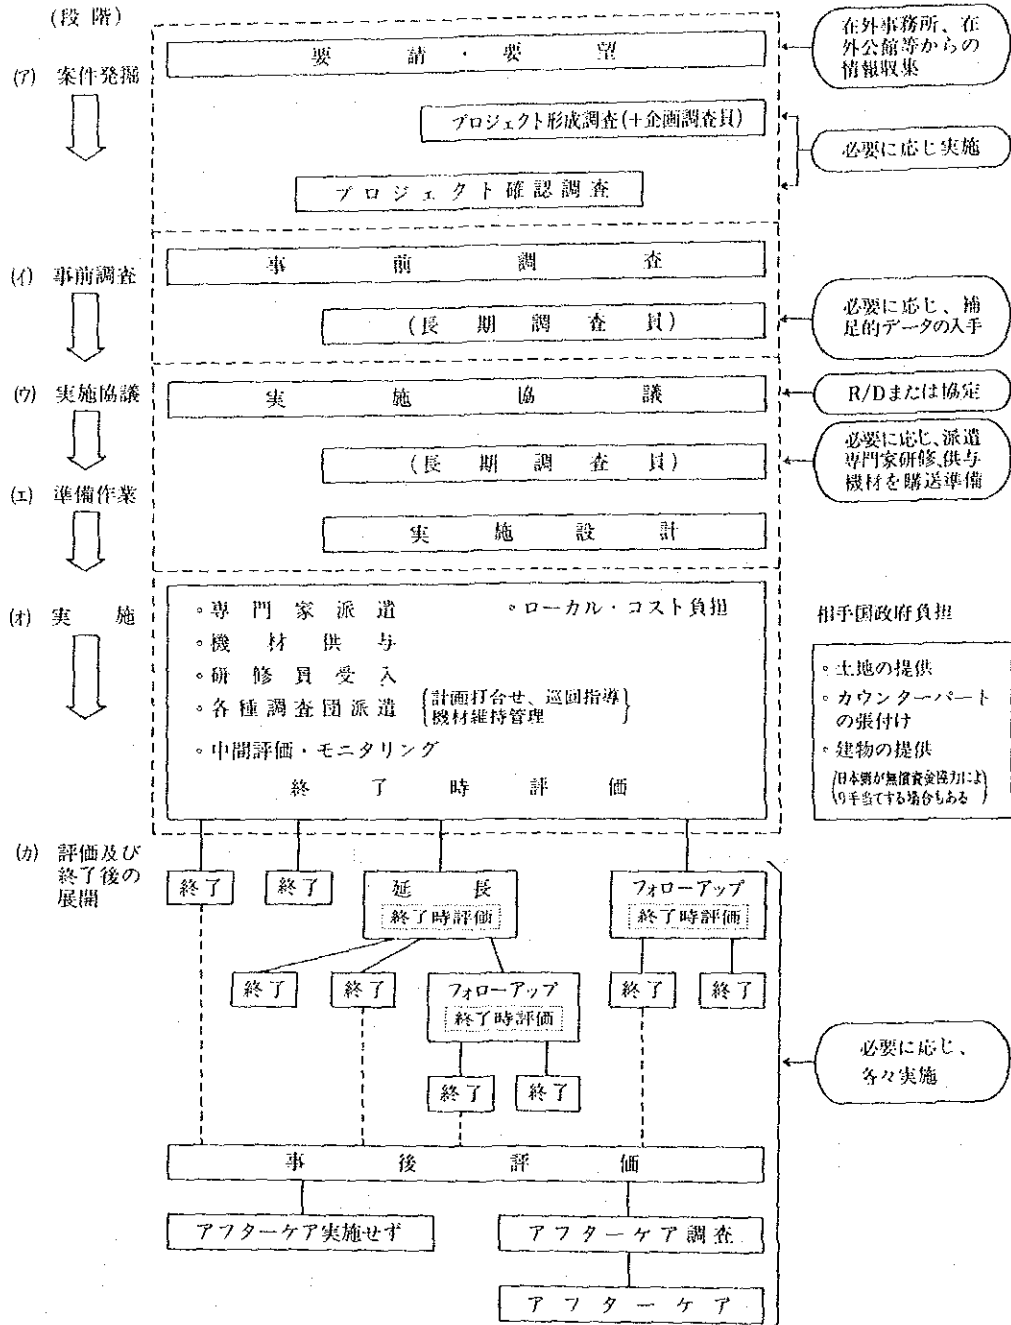 (段階)
要請・要望
在外事務所、在
外公館等からの
情報収集
(ア) 案件発掘
プロジェクト形成調査(+企画調査員)
必要に応じ実施
プロジェクト確認調査
(イ) 事前調査
事前調査
(長期調査員)
必要に応じ、補
足的データの入手
(ウ) 実施協議
実施協議
R/Dまたは協定
(長期調査員)
必要に応じ、派遣
専門家研修、供与
機材を購送準備
(エ) 準備作業
実施設計
(オ) 実施
。専門家派遣
。ローカル・コスト負担
。機材供与
。研修員受入
。各種調査団派遣
{計画打合せ、巡回指導
機材維持管理}
。中間評価・モニタリング
終了時評価
相手国政府負担
。土地の提供
。カウンターパート
の張付け
。建物の提供
(日本側が無償資金協力によ
り手当てする場合もある)
(カ) 評価及び
終了後の
展開
終了
終了
延長
終了時評価
フォローアップ
終了時評価
終了
終了
フォローアップ
終了時評価
終了
終了
終了
終了
必要に応じ、
各々実施
事後評価
アフターケア実施せず
アフターケア調査
アフターケア